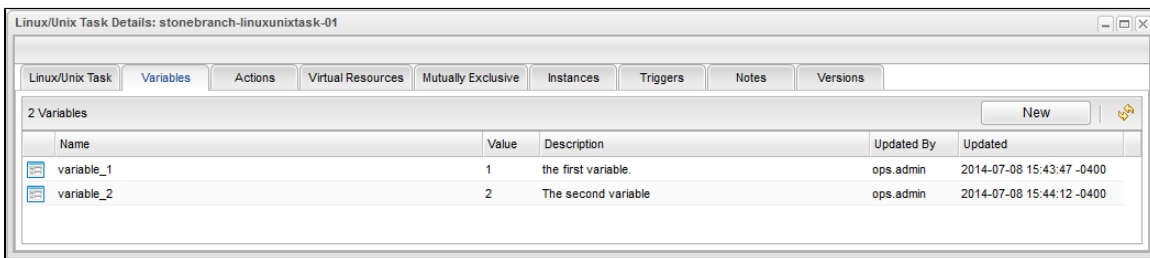 Linux/Unix Task Details: stonebranch-linuxunixtask-01
Linux/Unix Task Variables Actions Virtual Resources Mutually Exclusive Instances Triggers Notes Versions
2 Variables New
Name Value Description Updated By Updated
variable_1 1 the first variable. ops.admin 2014-07-08 15:43:47 -0400
variable_2 2 The second variable ops.admin 2014-07-08 15:44:12 -0400